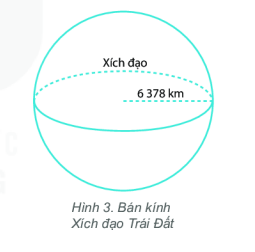 Xích đạo
6 378 km
Hình 3. Bán kính
Xích đạo Trái Đất